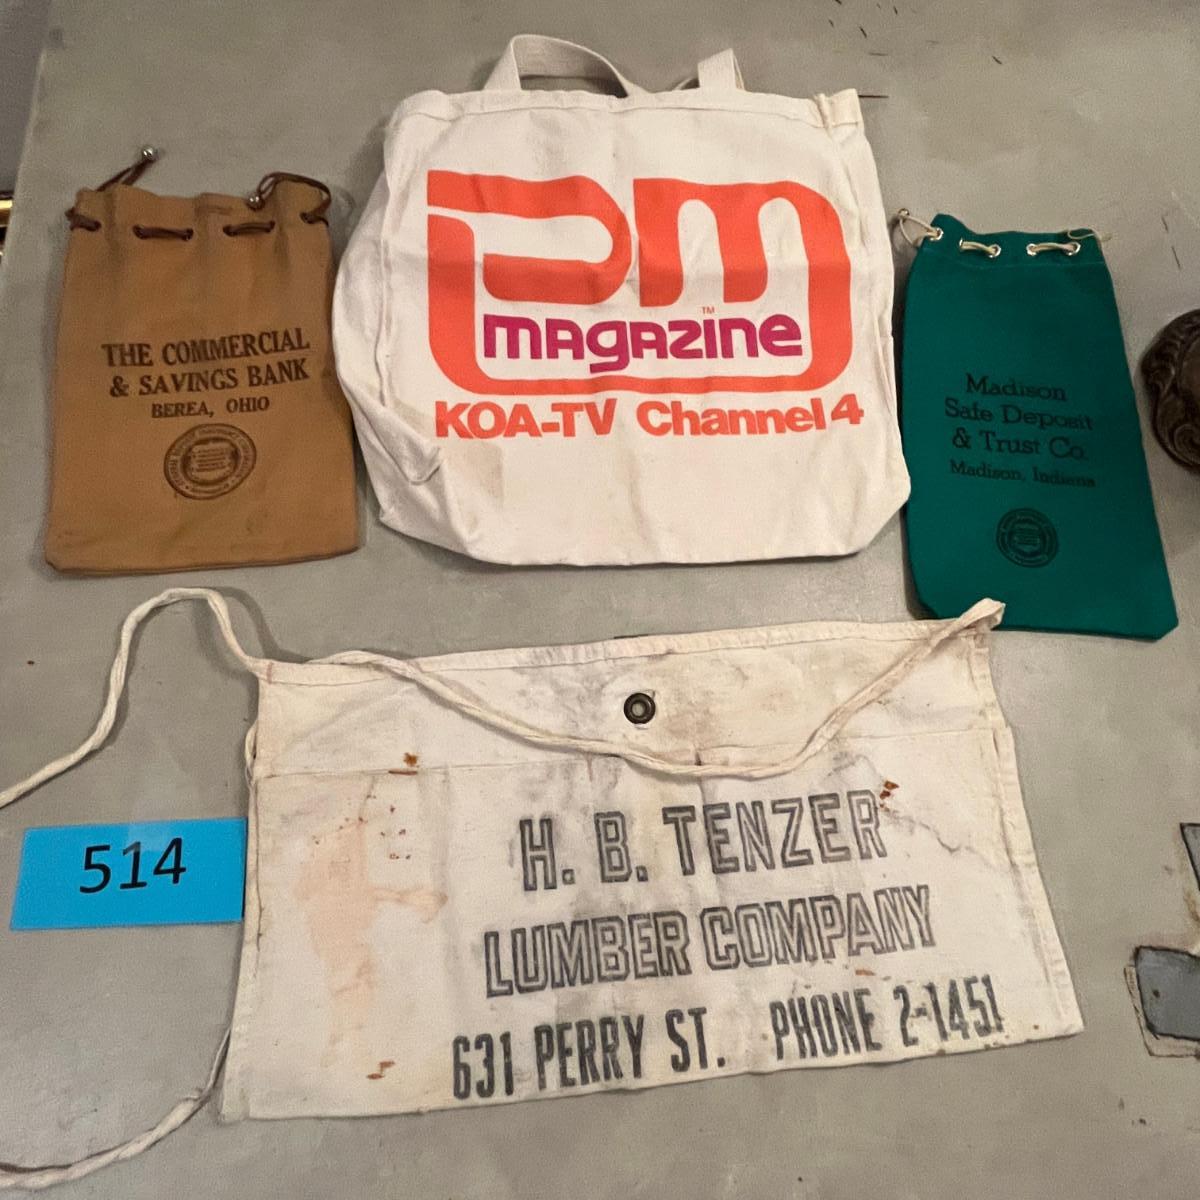 THE COMMERCIAL
& SAVINGS BANK
BEREA, OHIO
pm
TM
magazine
KOA-TV Channel 4
Madison
Safe Deposit
& Trust Co.
Madison, Indiana
514
H. B. TENZER
LUMBER COMPANY
631 PERRY ST. PHONE 2-1451